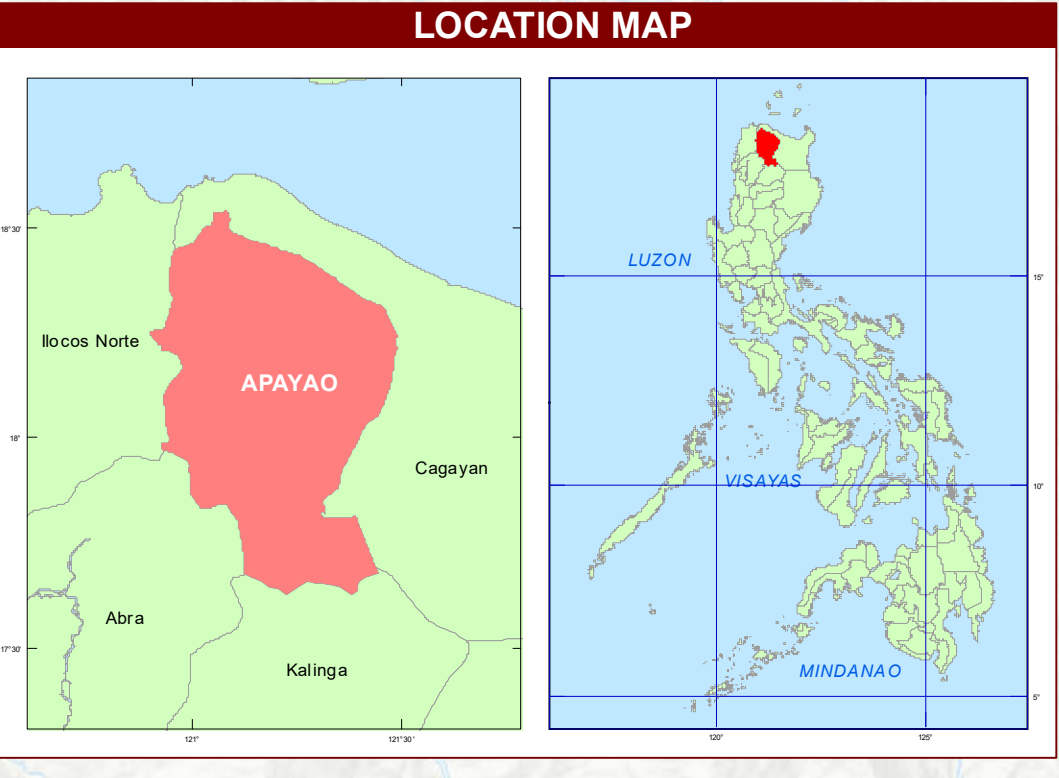 LOCATION MAP
18°30'
Ilocos Norte
APAYAO
18°
Cagayan
Abra
17°30'
Kalinga
121°
121°30'
LUZON
15°
VISAYAS
10°
MINDANAO
5°
120°
125°